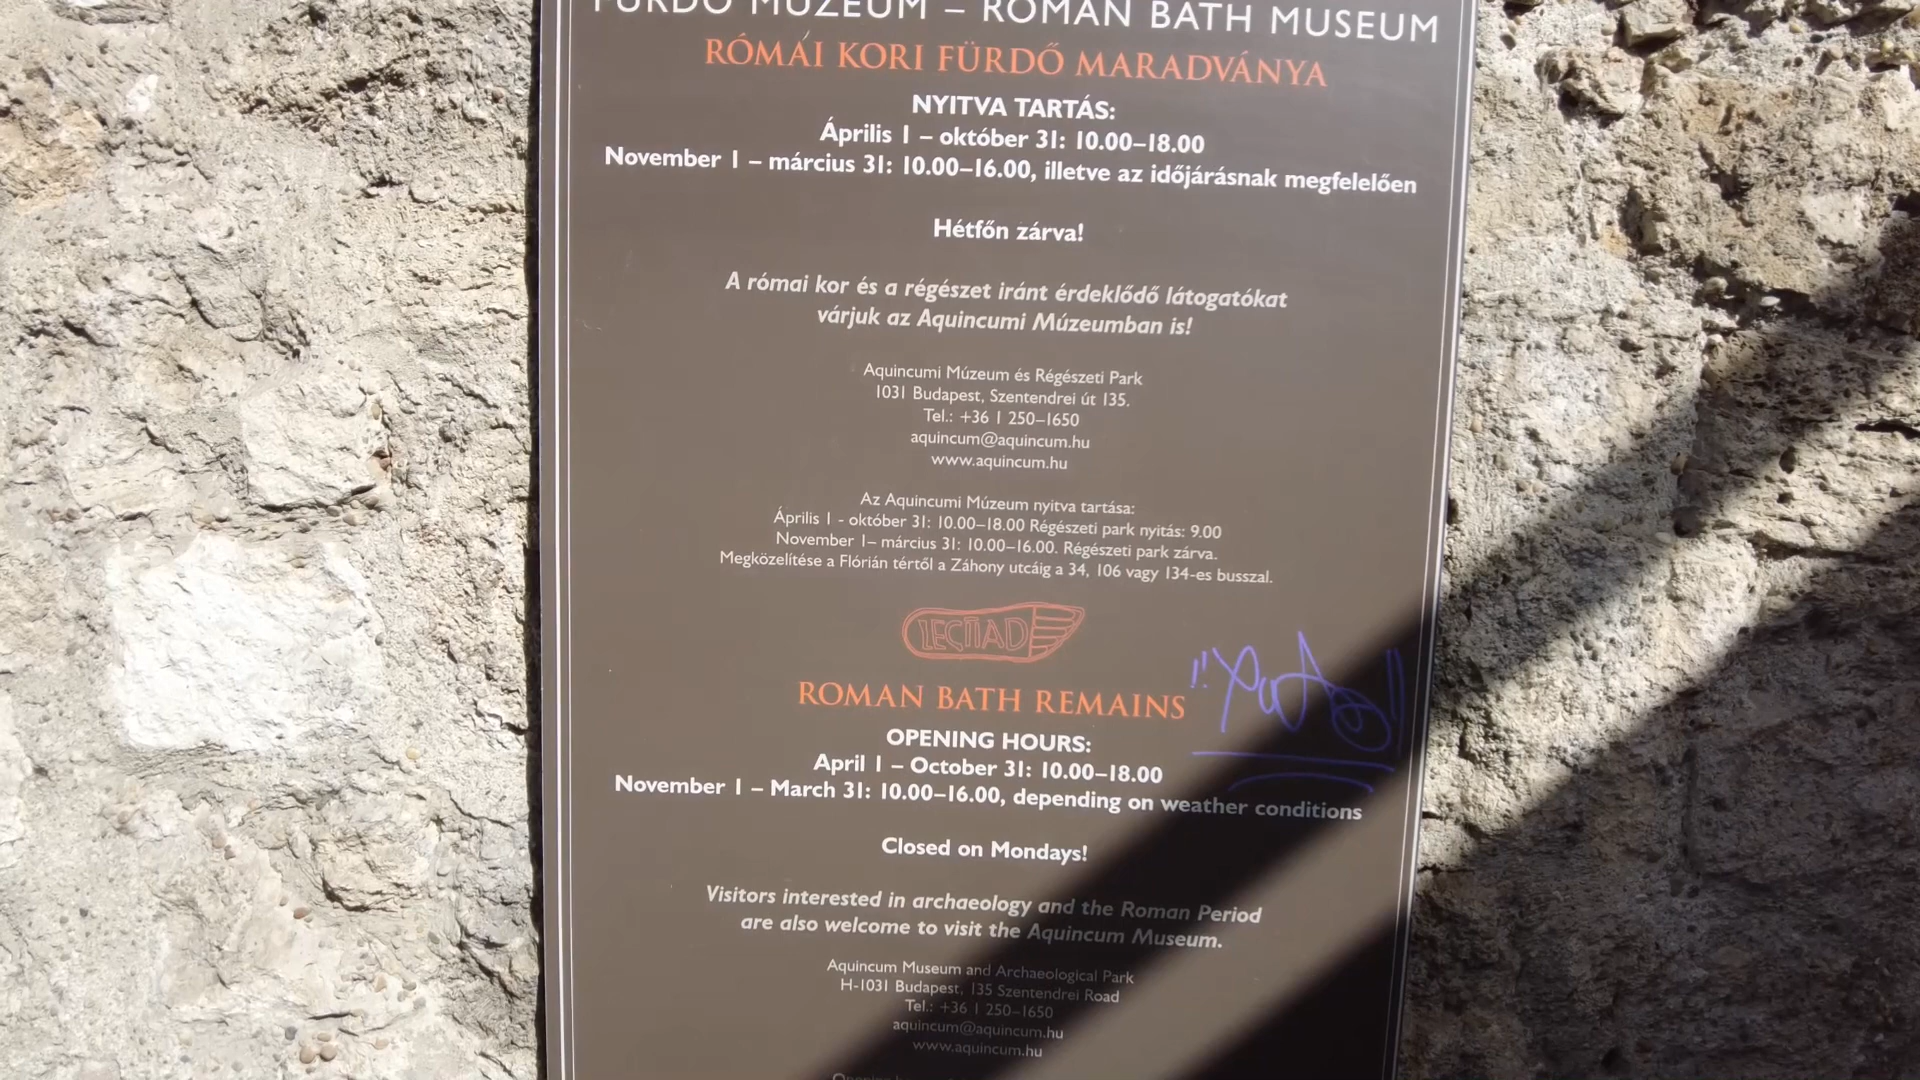 FÜRDŐ MÚZEUM – ROMAN BATH MUSEUM
RÓMAI KORI FÜRDŐ MARADVÁNYA
NYITVA TARTÁS:
Április 1 – október 31: 10.00–18.00
November 1 – március 31: 10.00–16.00, illetve az időjárásnak megfelelően
Hétfőn zárva!
A római kor és a régészet iránt érdeklődő látogatókat
várjuk az Aquincumi Múzeumban is!
Aquincumi Múzeum és Régészeti Park
1031 Budapest, Szentendrei út 135.
Tel.: +36 1 250–1650
aquincum@aquincum.hu
www.aquincum.hu
Az Aquincumi Múzeum nyitva tartása:
Április 1 - október 31: 10.00–18.00 Régészeti park nyitás: 9.00
November 1– március 31: 10.00–16.00. Régészeti park zárva.
Megközelítése a Flórián tértől a Záhony utcáig a 34, 106 vagy 134-es busszal.
ROMAN BATH REMAINS
OPENING HOURS:
April 1 – October 31: 10.00–18.00
November 1 – March 31: 10.00–16.00, depending on weather conditions
Closed on Mondays!
Visitors interested in archaeology and the Roman Period
are also welcome to visit the Aquincum Museum.
Aquincum Museum and Archaeological Park
H-1031 Budapest, 135 Szentendrei Road
Tel.: +36 1 250–1650
aquincum@aquincum.hu
www.aquincum.hu